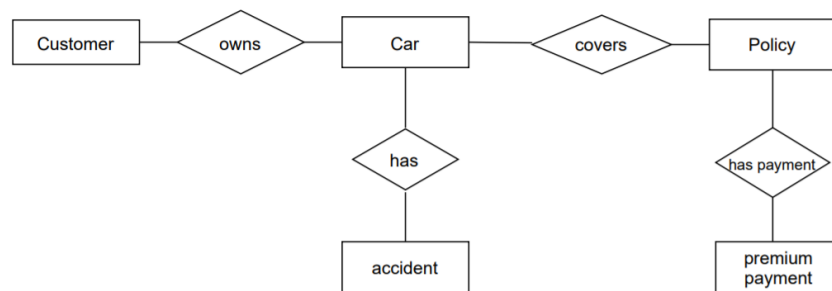 Customer
owns
Car
covers
Policy
has
has payment
accident
premium
payment